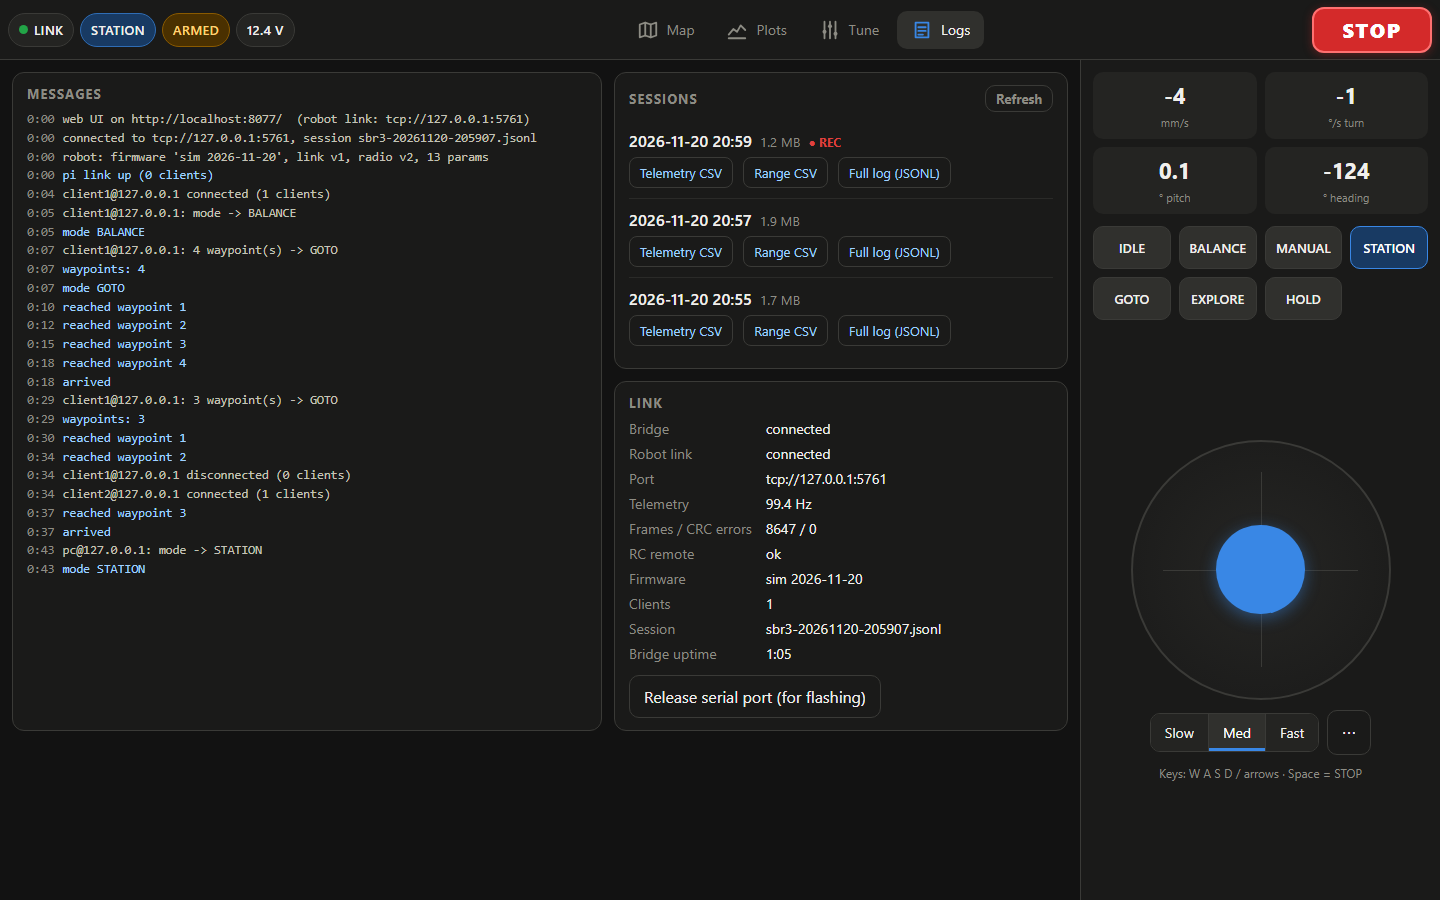 LINK STATION ARMED 12.4 V Map Plots Tune Logs STOP
MESSAGES
0:00 web UI on http://localhost:8077/ (robot link: tcp://127.0.0.1:5761)
0:00 connected to tcp://127.0.0.1:5761, session sbr3-20261120-205907.jsonl
0:00 robot: firmware 'sim 2026-11-20', link v1, radio v2, 13 params
0:00 pi link up (0 clients)
0:04 client1@127.0.0.1 connected (1 clients)
0:05 client1@127.0.0.1: mode -> BALANCE
0:05 mode BALANCE
0:07 client1@127.0.0.1: 4 waypoint(s) -> GOTO
0:07 waypoints: 4
0:07 mode GOTO
0:10 reached waypoint 1
0:12 reached waypoint 2
0:15 reached waypoint 3
0:18 reached waypoint 4
0:18 arrived
0:29 client1@127.0.0.1: 3 waypoint(s) -> GOTO
0:29 waypoints: 3
0:30 reached waypoint 1
0:34 reached waypoint 2
0:34 client1@127.0.0.1 disconnected (0 clients)
0:34 client2@127.0.0.1 connected (1 clients)
0:37 reached waypoint 3
0:37 arrived
0:43 pc@127.0.0.1: mode -> STATION
0:43 mode STATION
SESSIONS Refresh
2026-11-20 20:59 1.2 MB ● REC
Telemetry CSV Range CSV Full log (JSONL)
2026-11-20 20:57 1.9 MB
Telemetry CSV Range CSV Full log (JSONL)
2026-11-20 20:55 1.7 MB
Telemetry CSV Range CSV Full log (JSONL)
LINK
Bridge connected
Robot link connected
Port tcp://127.0.0.1:5761
Telemetry 99.4 Hz
Frames / CRC errors 8647 / 0
RC remote ok
Firmware sim 2026-11-20
Clients 1
Session sbr3-20261120-205907.jsonl
Bridge uptime 1:05
Release serial port (for flashing)
-4 -1
mm/s °/s turn
0.1 -124
° pitch ° heading
IDLE BALANCE MANUAL STATION
GOTO EXPLORE HOLD
Slow Med Fast ···
Keys: W A S D / arrows · Space = STOP